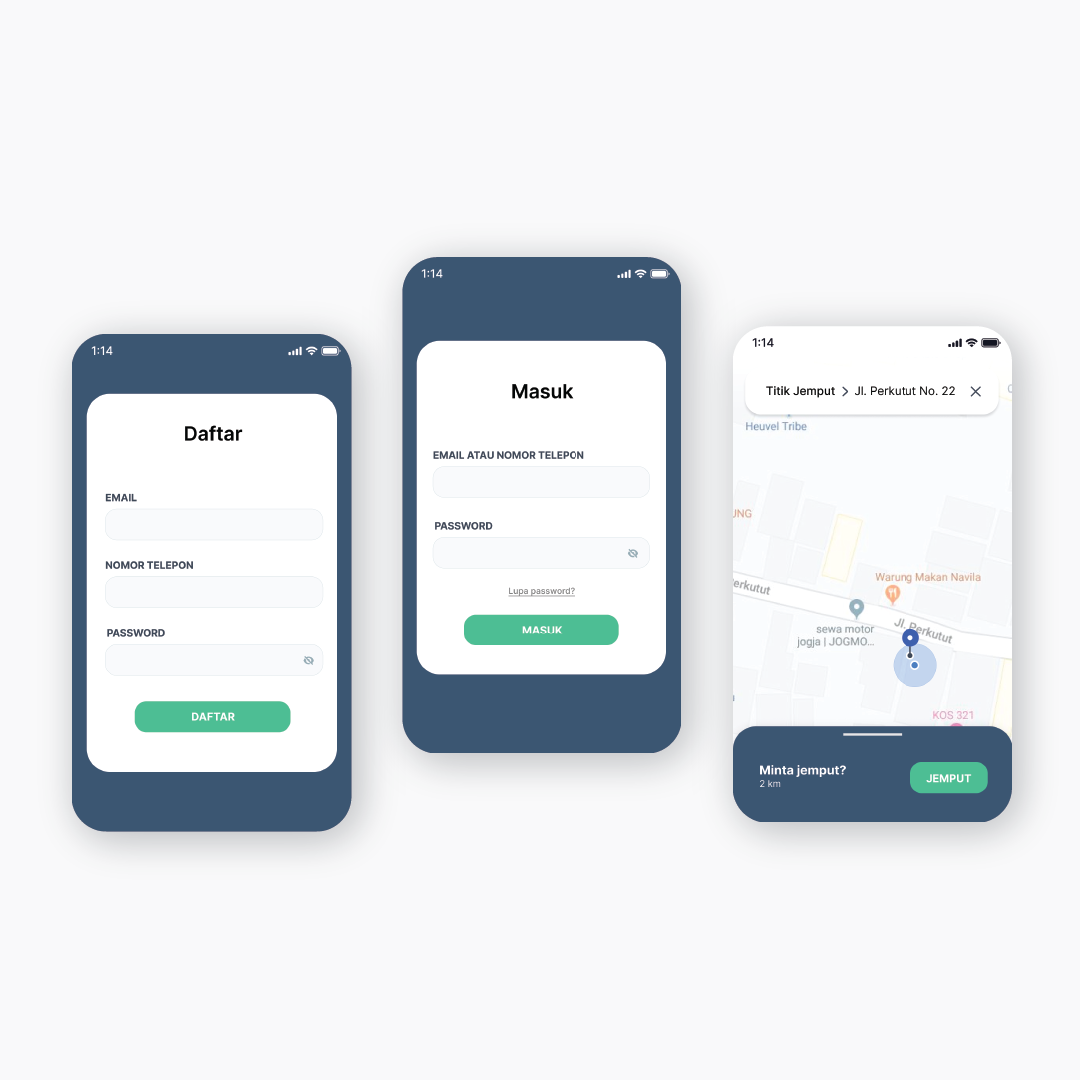 1:14
Daftar
EMAIL
NOMOR TELEPON
PASSWORD
DAFTAR
1:14
Masuk
EMAIL ATAU NOMOR TELEPON
PASSWORD
Lupa password?
MASUK
1:14
Titik Jemput > Jl. Perkutut No. 22
Heuvel Tribe
Warung Makan Navila
sewa motor
jogja | JOGMO...
Jl. Perkutut
KOS 321
Minta jemput?
2 km
JEMPUT